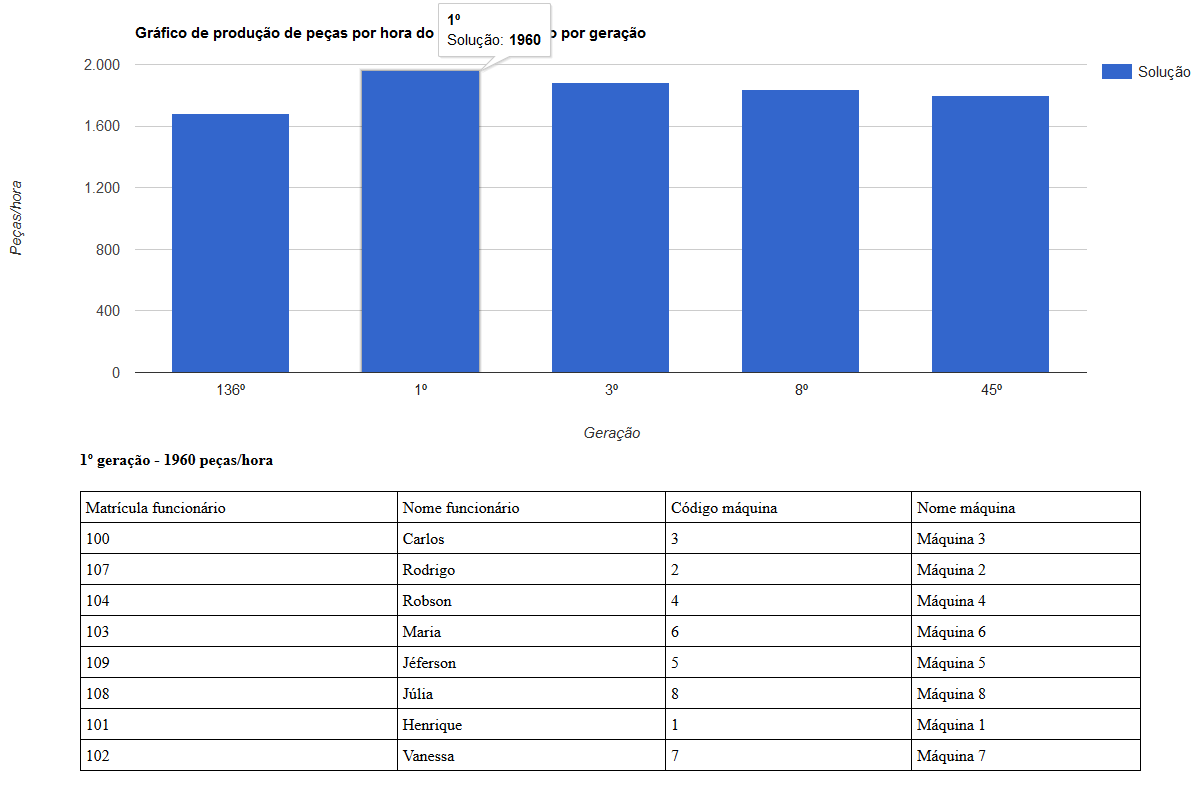 1º
Solução: 1960
Gráfico de produção de peças por hora do o por geração
2.000
1.600
1.200
800
400
0
Peças/hora
Solução
136º 1º 3º 8º 45º
Geração
1º geração - 1960 peças/hora
Matrícula funcionário Nome funcionário Código máquina Nome máquina
100 Carlos 3 Máquina 3
107 Rodrigo 2 Máquina 2
104 Robson 4 Máquina 4
103 Maria 6 Máquina 6
109 Jéferson 5 Máquina 5
108 Júlia 8 Máquina 8
101 Henrique 1 Máquina 1
102 Vanessa 7 Máquina 7